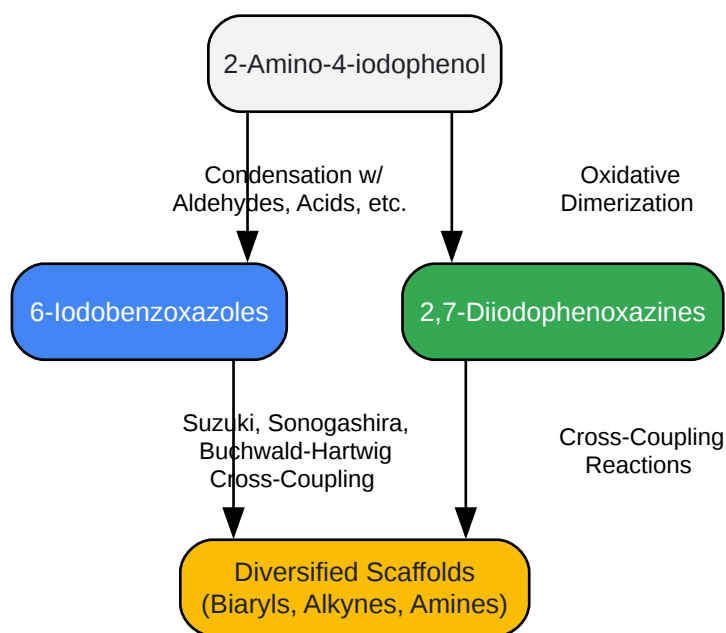 2-Amino-4-iodophenol
Condensation w/
Aldehydes, Acids, etc.
Oxidative
Dimerization
6-Iodobenzoxazoles
2,7-Diiodophenoxazines
Suzuki, Sonogashira,
Buchwald-Hartwig
Cross-Coupling
Cross-Coupling
Reactions
Diversified Scaffolds
(Biaryls, Alkynes, Amines)